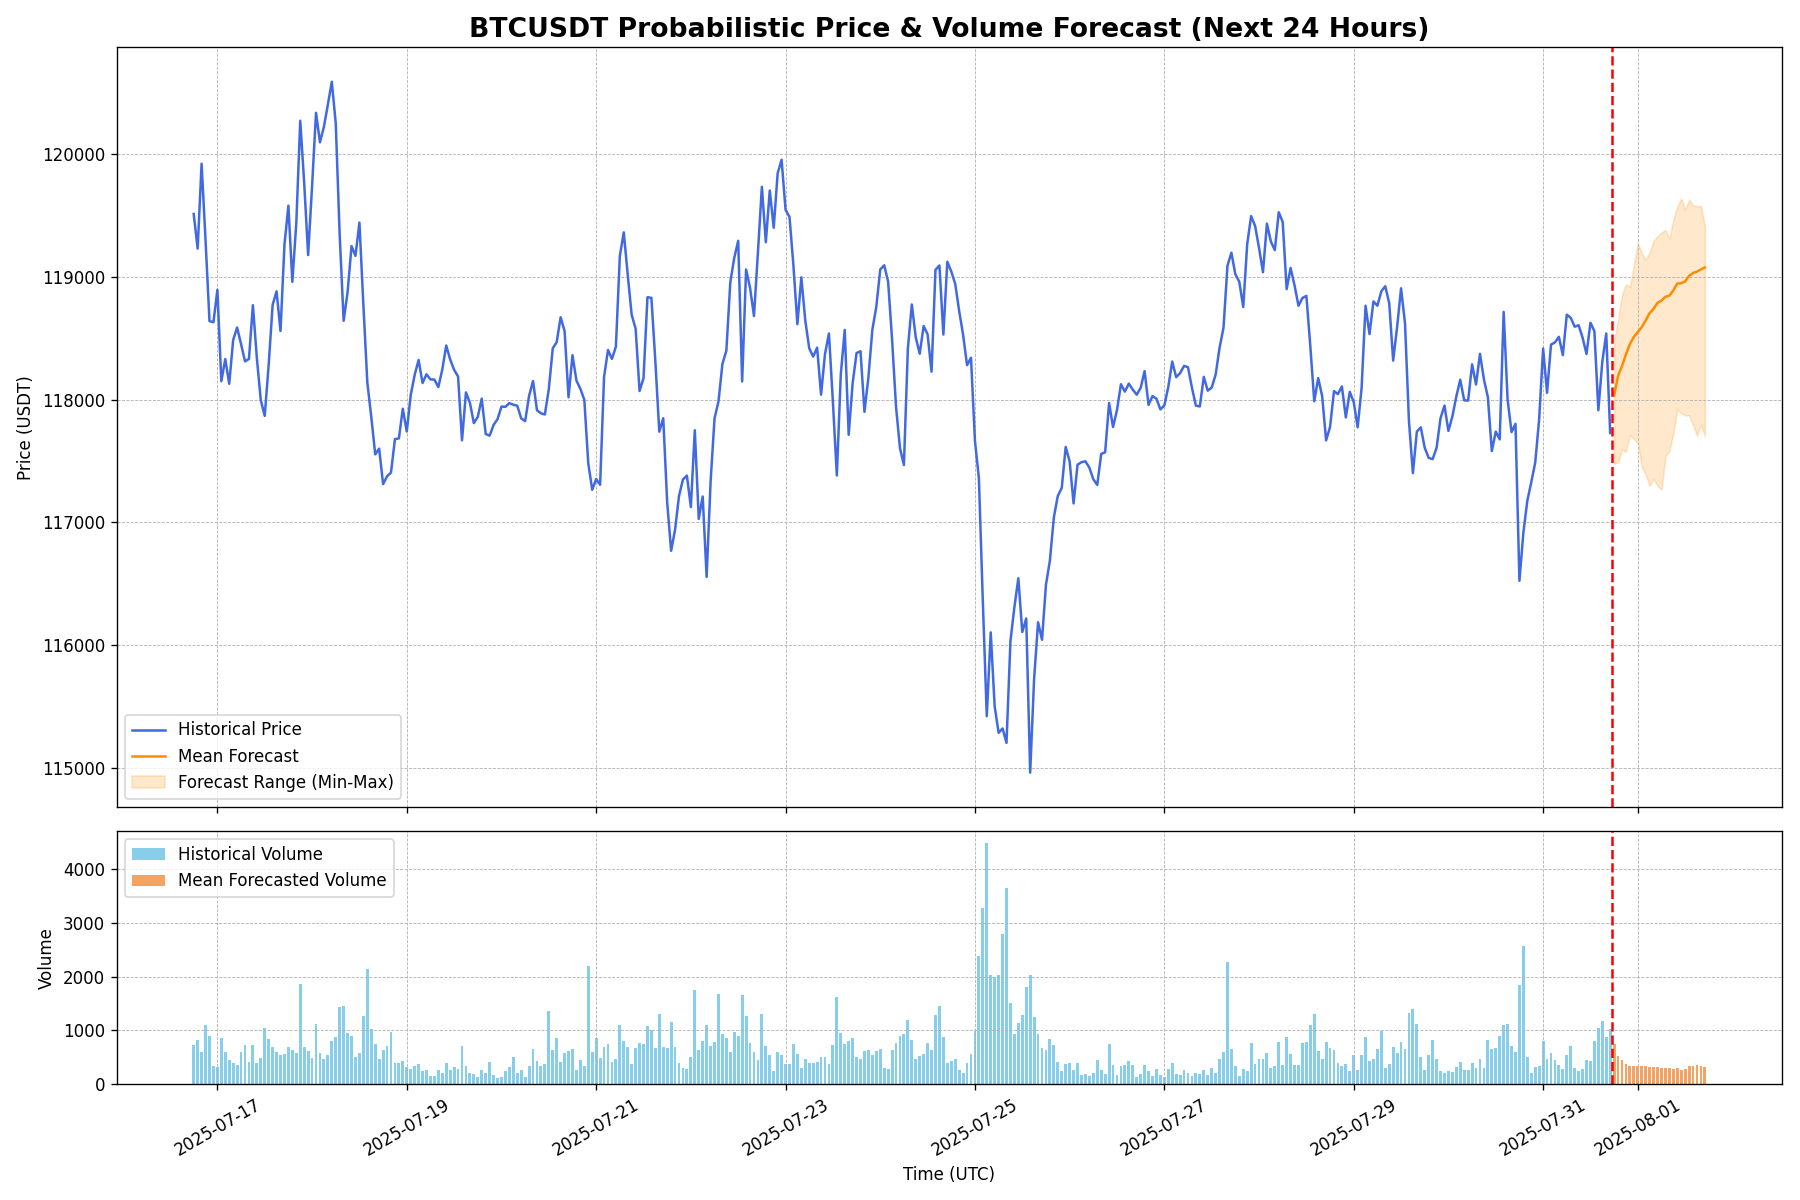 BTCUSDT Probabilistic Price & Volume Forecast (Next 24 Hours)
Price (USDT)
120000
119000
118000
117000
116000
115000
Historical Price
Mean Forecast
Forecast Range (Min-Max)
Volume
4000
3000
2000
1000
0
Historical Volume
Mean Forecasted Volume
2025-07-17
2025-07-19
2025-07-21
2025-07-23
2025-07-25
2025-07-27
2025-07-29
2025-07-31
2025-08-01
Time (UTC)